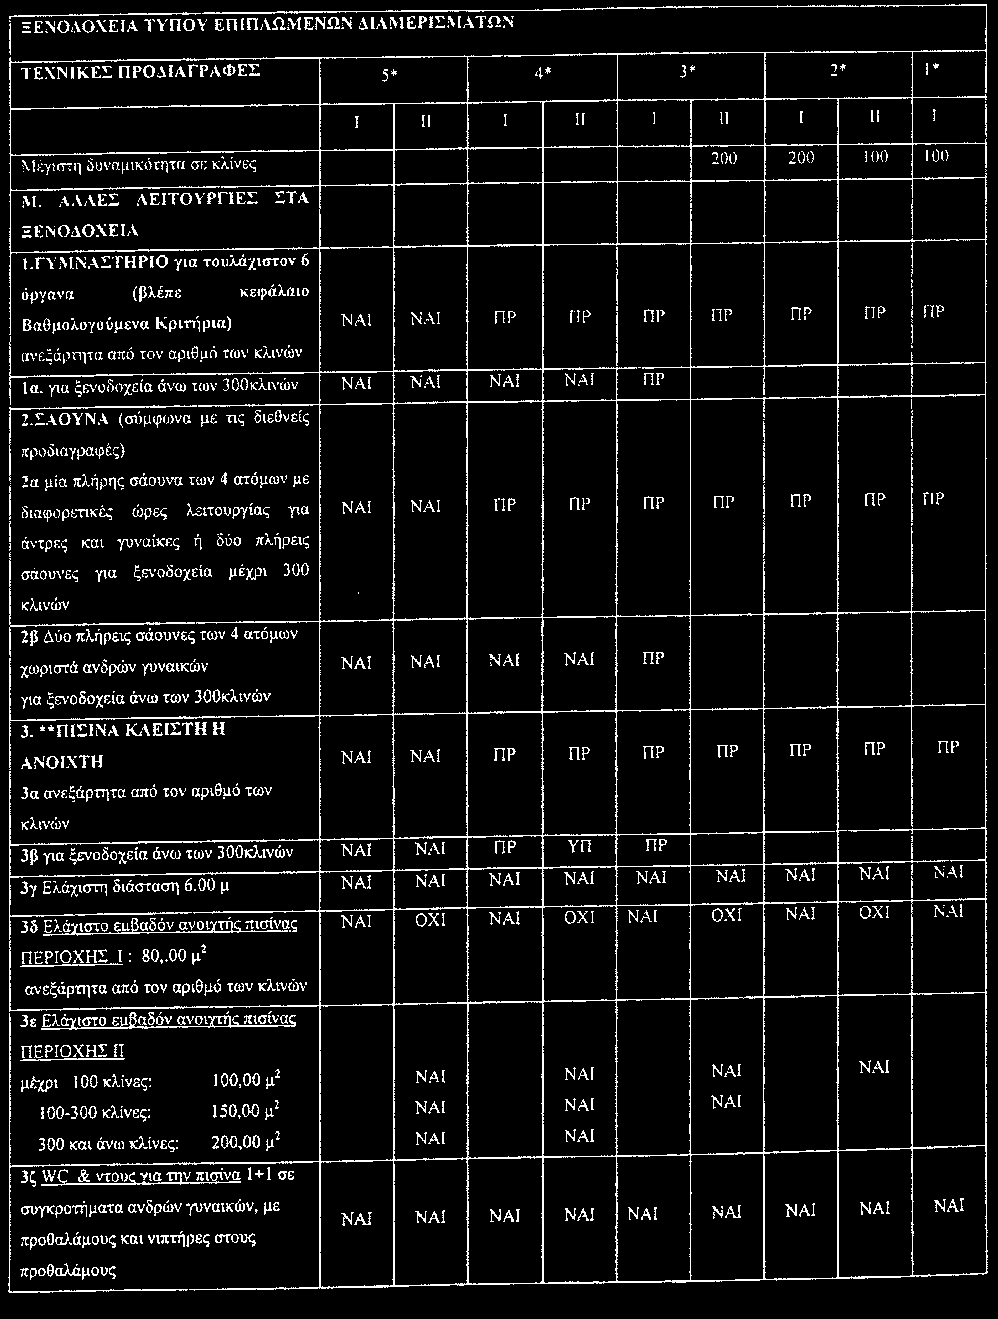 ΞΕΝΟΔΟΧΕΙΑ ΤΥΠΟΥ ΕΠΙΠΛΩΜΕΝΩΝ ΔΙΑΜΕΡΙΣΜΑΤΩΝ
ΤΕΧΝΙΚΕΣ ΠΡΟΔΙΑΓΡΑΦΕΣ 5* 4* 3* 2* 1*
I II I II I II I II I
Μέγιστη δυναμικότητα σε κλίνες 200 200 100 100
Μ. ΑΛΛΕΣ ΛΕΙΤΟΥΡΓΙΕΣ ΣΤΑ
ΞΕΝΟΔΟΧΕΙΑ
1.ΓΥΜΝΑΣΤΗΡΙΟ για τουλάχιστον 6
όργανα (βλέπε κεφάλαιο
Βαθμολογούμενα Κριτήρια) ΝΑΙ ΝΑΙ ΠΡ ΠΡ ΠΡ ΠΡ ΠΡ ΠΡ ΠΡ
ανεξάρτητα από τον αριθμό των κλινών
1α. για ξενοδοχεία άνω των 300κλινών ΝΑΙ ΝΑΙ ΝΑΙ ΝΑΙ ΠΡ
2.ΣΑΟΥΝΑ (σύμφωνα με τις διεθνείς
προδιαγραφές)
2α μία πλήρης σάουνα των 4 ατόμων με
διαφορετικές ώρες λειτουργίας για ΝΑΙ ΝΑΙ ΠΡ ΠΡ ΠΡ ΠΡ ΠΡ ΠΡ ΠΡ
άντρες και γυναίκες ή δύο πλήρεις
σάουνες για ξενοδοχεία μέχρι 300
κλινών
2β Δύο πλήρεις σάουνες των 4 ατόμων
χωριστά ανδρών γυναικών ΝΑΙ ΝΑΙ ΝΑΙ ΝΑΙ ΠΡ
για ξενοδοχεία άνω των 300κλινών
3. **ΠΙΣΙΝΑ ΚΛΕΙΣΤΗ Η
ΑΝΟΙΧΤΗ ΝΑΙ ΝΑΙ ΠΡ ΠΡ ΠΡ ΠΡ ΠΡ ΠΡ ΠΡ
3α ανεξάρτητα από τον αριθμό των
κλινών
3β για ξενοδοχεία άνω των 300κλινών ΝΑΙ ΝΑΙ ΠΡ ΥΠ ΠΡ
3γ Ελάχιστη διάσταση 6.00 μ ΝΑΙ ΝΑΙ ΝΑΙ ΝΑΙ ΝΑΙ ΝΑΙ ΝΑΙ ΝΑΙ ΝΑΙ
3δ Ελάχιστο εμβαδόν ανοιχτής πισίνας ΝΑΙ ΟΧΙ ΝΑΙ ΟΧΙ ΝΑΙ ΟΧΙ ΝΑΙ ΟΧΙ ΝΑΙ
ΠΕΡΙΟΧΗΣ Ι : 80,.00 μ²
ανεξάρτητα από τον αριθμό των κλινών
3ε Ελάχιστο εμβαδόν ανοιχτής πισίνας
ΠΕΡΙΟΧΗΣ ΙΙ
μέχρι 100 κλίνες: 100,00 μ² ΝΑΙ ΝΑΙ ΝΑΙ ΝΑΙ
100-300 κλίνες: 150,00 μ² ΝΑΙ ΝΑΙ ΝΑΙ
300 και άνω κλίνες: 200,00 μ² ΝΑΙ ΝΑΙ
3ζ WC & ντους για την πισίνα 1+1 σε
συγκροτήματα ανδρών γυναικών, με ΝΑΙ ΝΑΙ ΝΑΙ ΝΑΙ ΝΑΙ ΝΑΙ ΝΑΙ ΝΑΙ ΝΑΙ
προθαλάμους και νιπτήρες στους
προθαλάμους